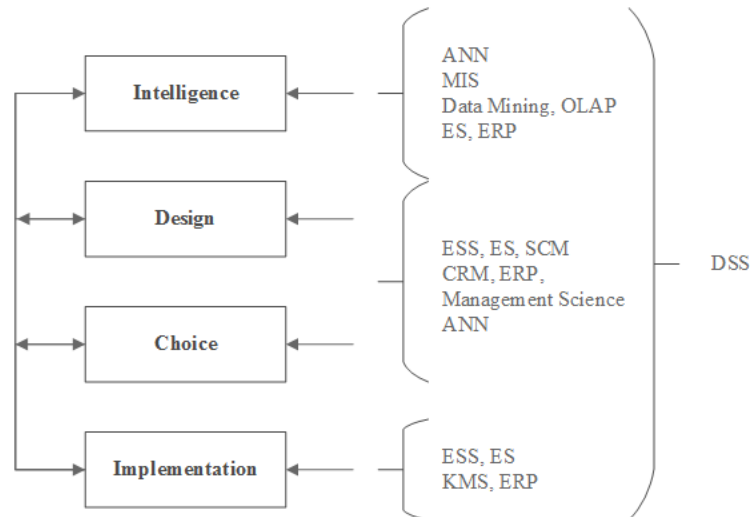 Intelligence
ANN
MIS
Data Mining, OLAP
ES, ERP
Design
Choice
ESS, ES, SCM
CRM, ERP,
Management Science
ANN
DSS
Implementation
ESS, ES
KMS, ERP